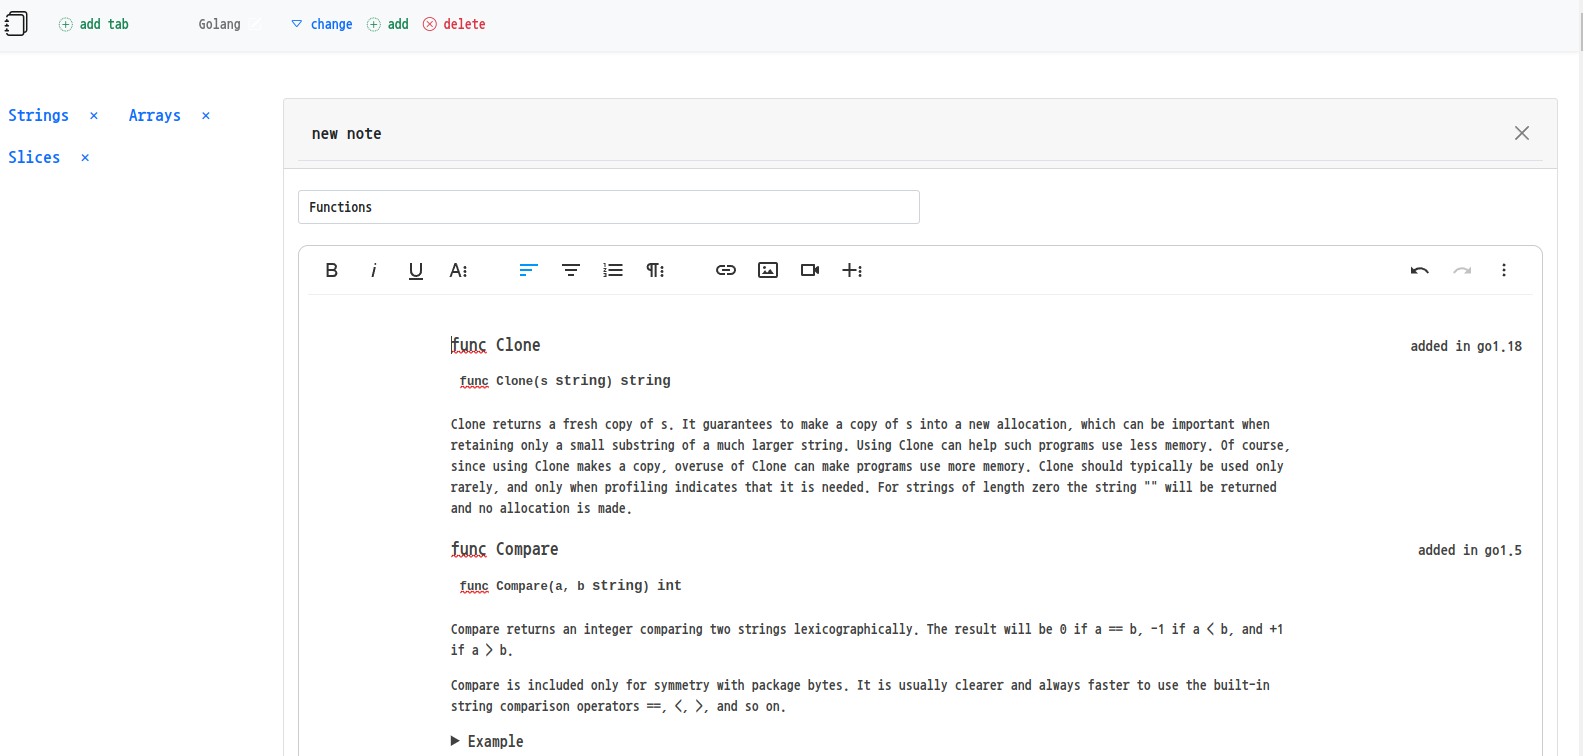 add tab Golang change add delete
Strings × Arrays ×
Slices ×
new note
Functions
B i U A
func Clone added in go1.18
func Clone(s string) string
Clone returns a fresh copy of s. It guarantees to make a copy of s into a new allocation, which can be important when
retaining only a small substring of a much larger string. Using Clone can help such programs use less memory. Of course,
since using Clone makes a copy, overuse of Clone can make programs use more memory. Clone should typically be used only
rarely, and only when profiling indicates that it is needed. For strings of length zero the string "" will be returned
and no allocation is made.
func Compare added in go1.5
func Compare(a, b string) int
Compare returns an integer comparing two strings lexicographically. The result will be 0 if a == b, -1 if a < b, and +1
if a > b.
Compare is included only for symmetry with package bytes. It is usually clearer and always faster to use the built-in
string comparison operators ==, <, >, and so on.
Example